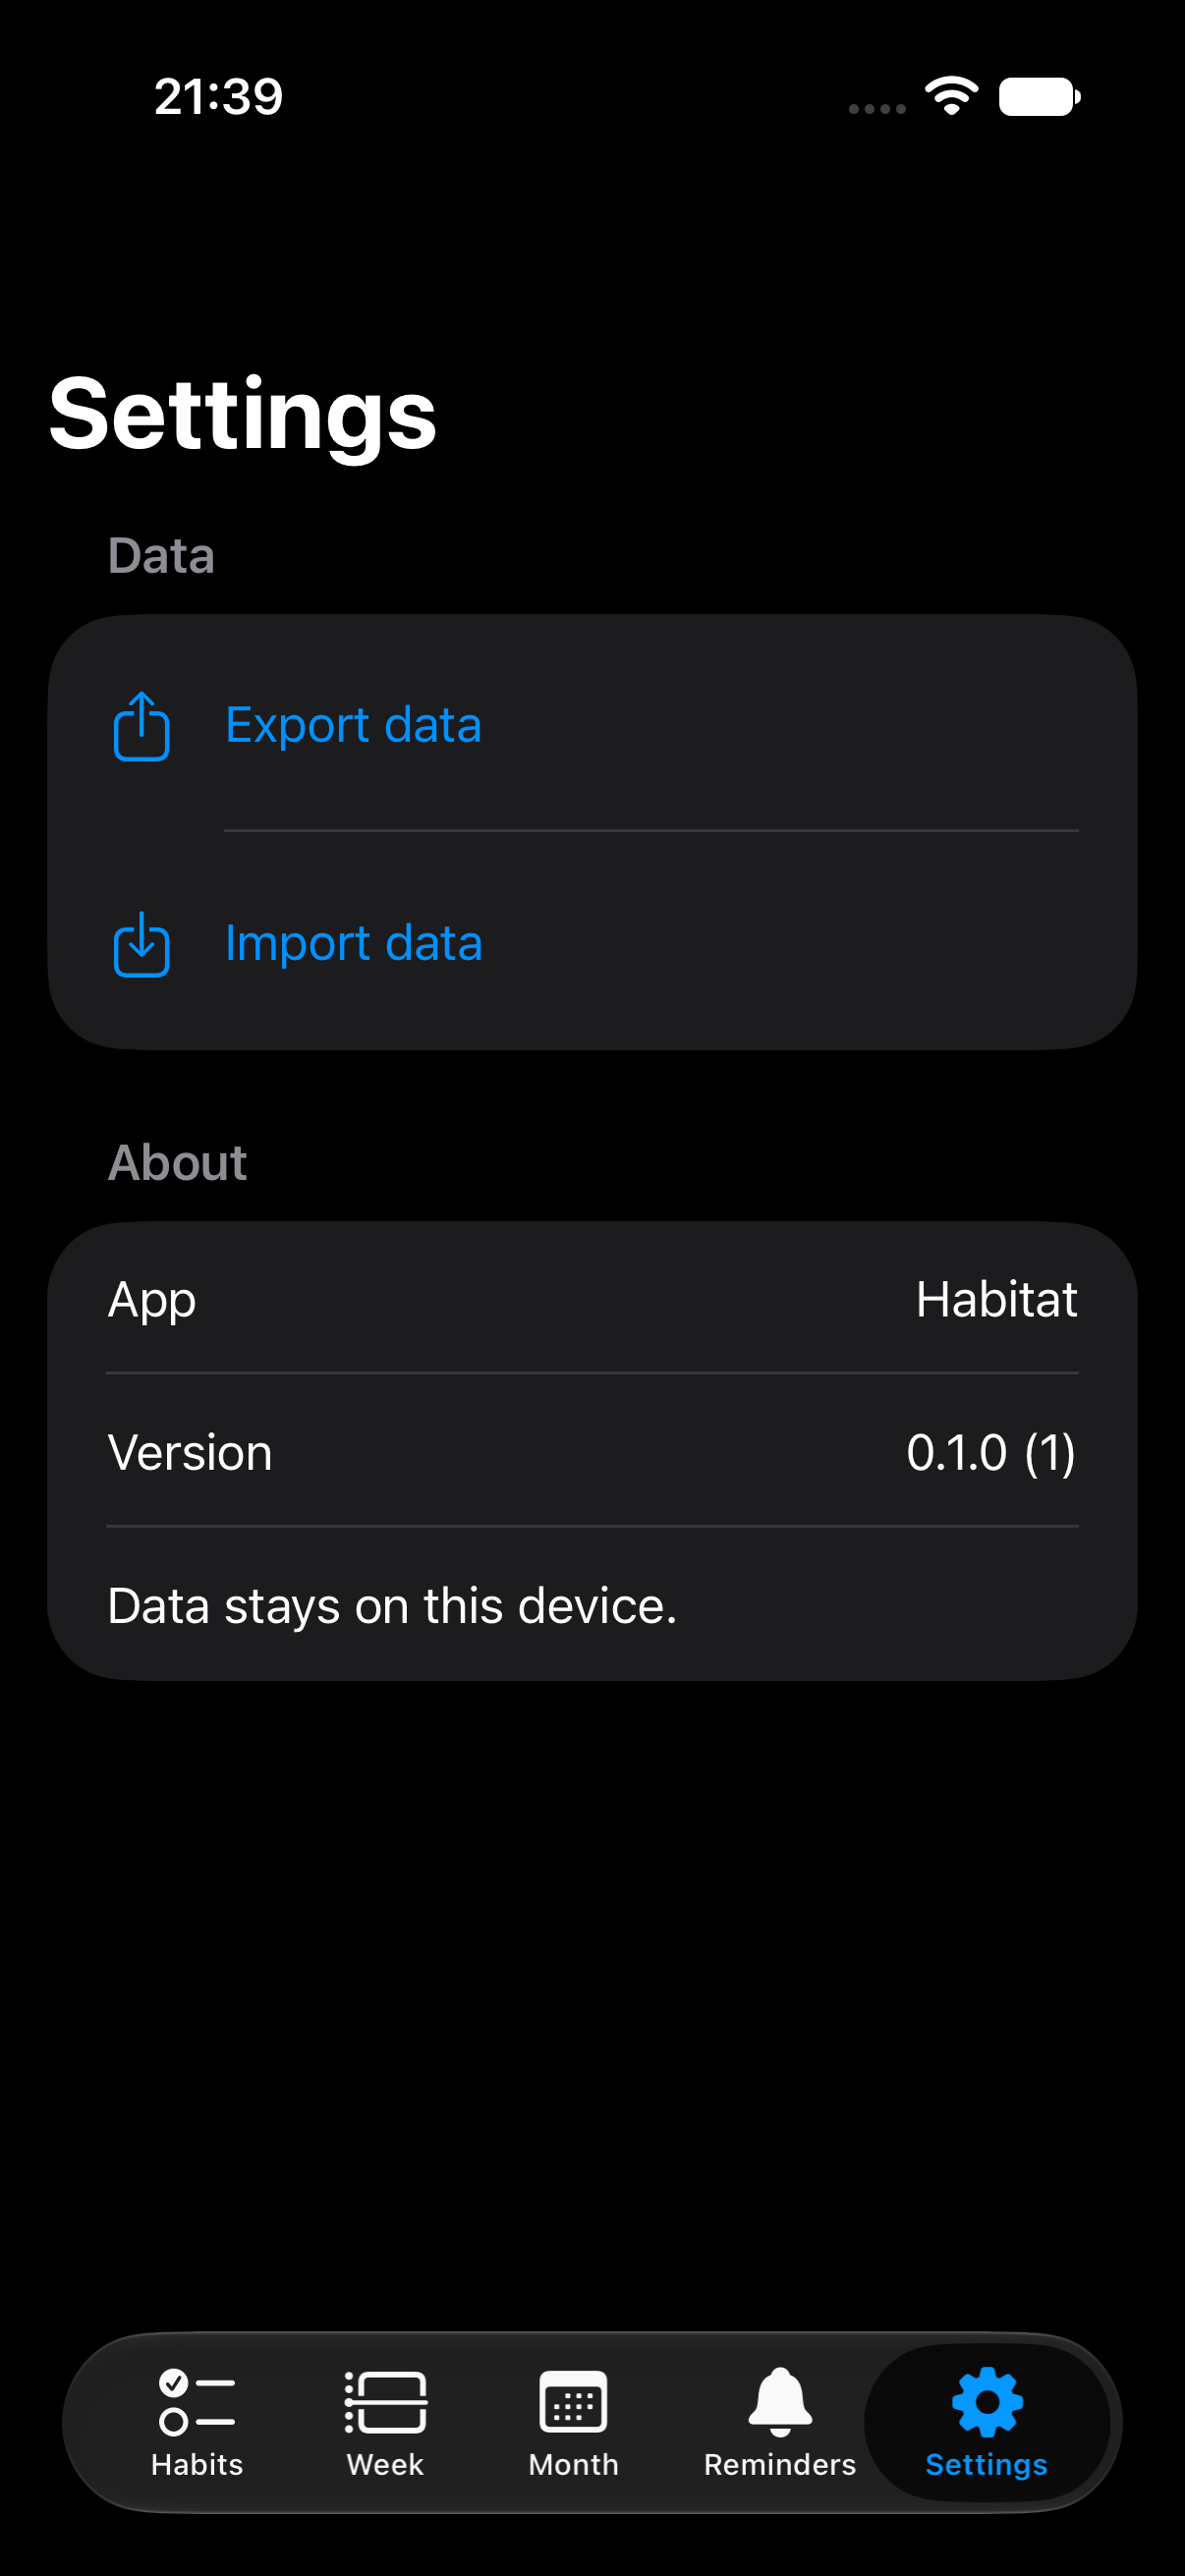 21:39
Settings
Data
Export data
Import data
About
App Habitat
Version 0.1.0 (1)
Data stays on this device.
Habits Week Month Reminders Settings